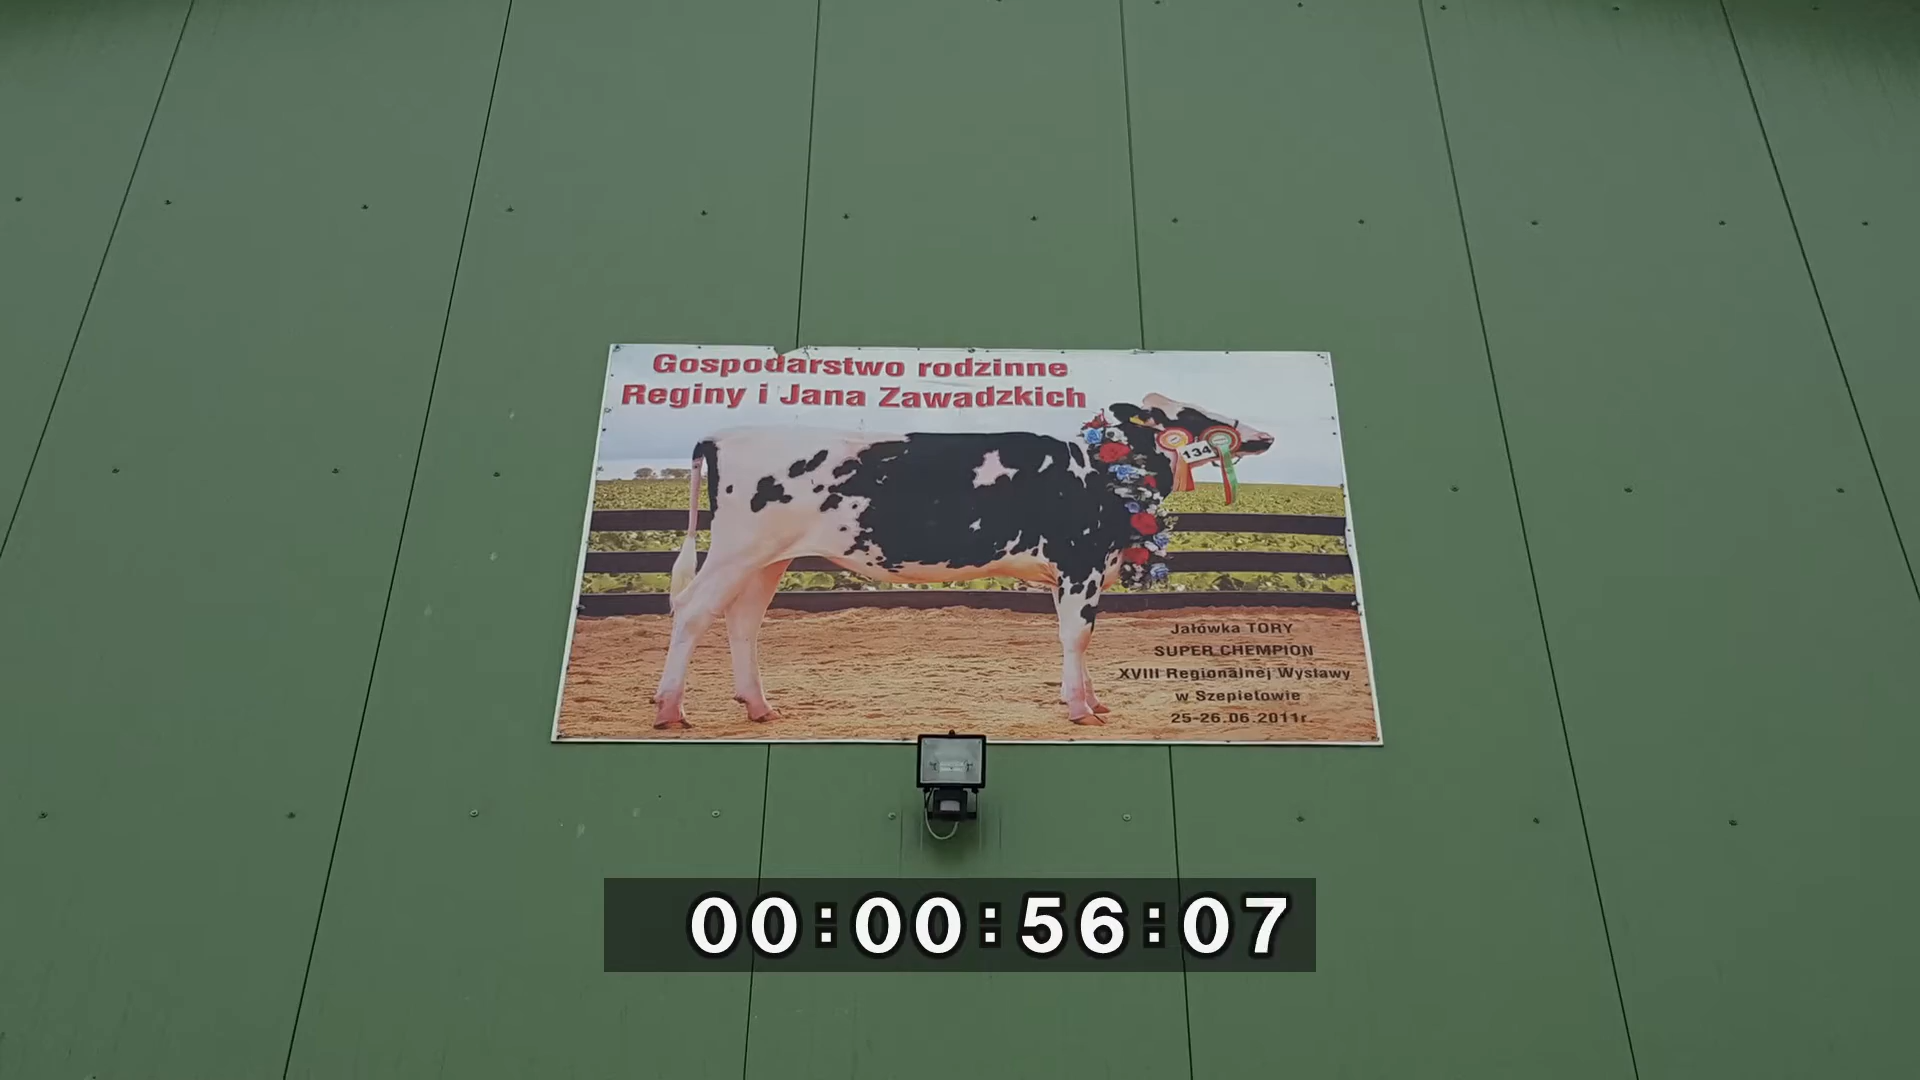 Gospodarstwo rodzinne
Reginy i Jana Zawadzkich
134
Jałówka TORY
SUPER CHEMPION
XVIII Regionalnej Wystawy
w Szepietowie
25-26.06.2011r.
00:00:56:07